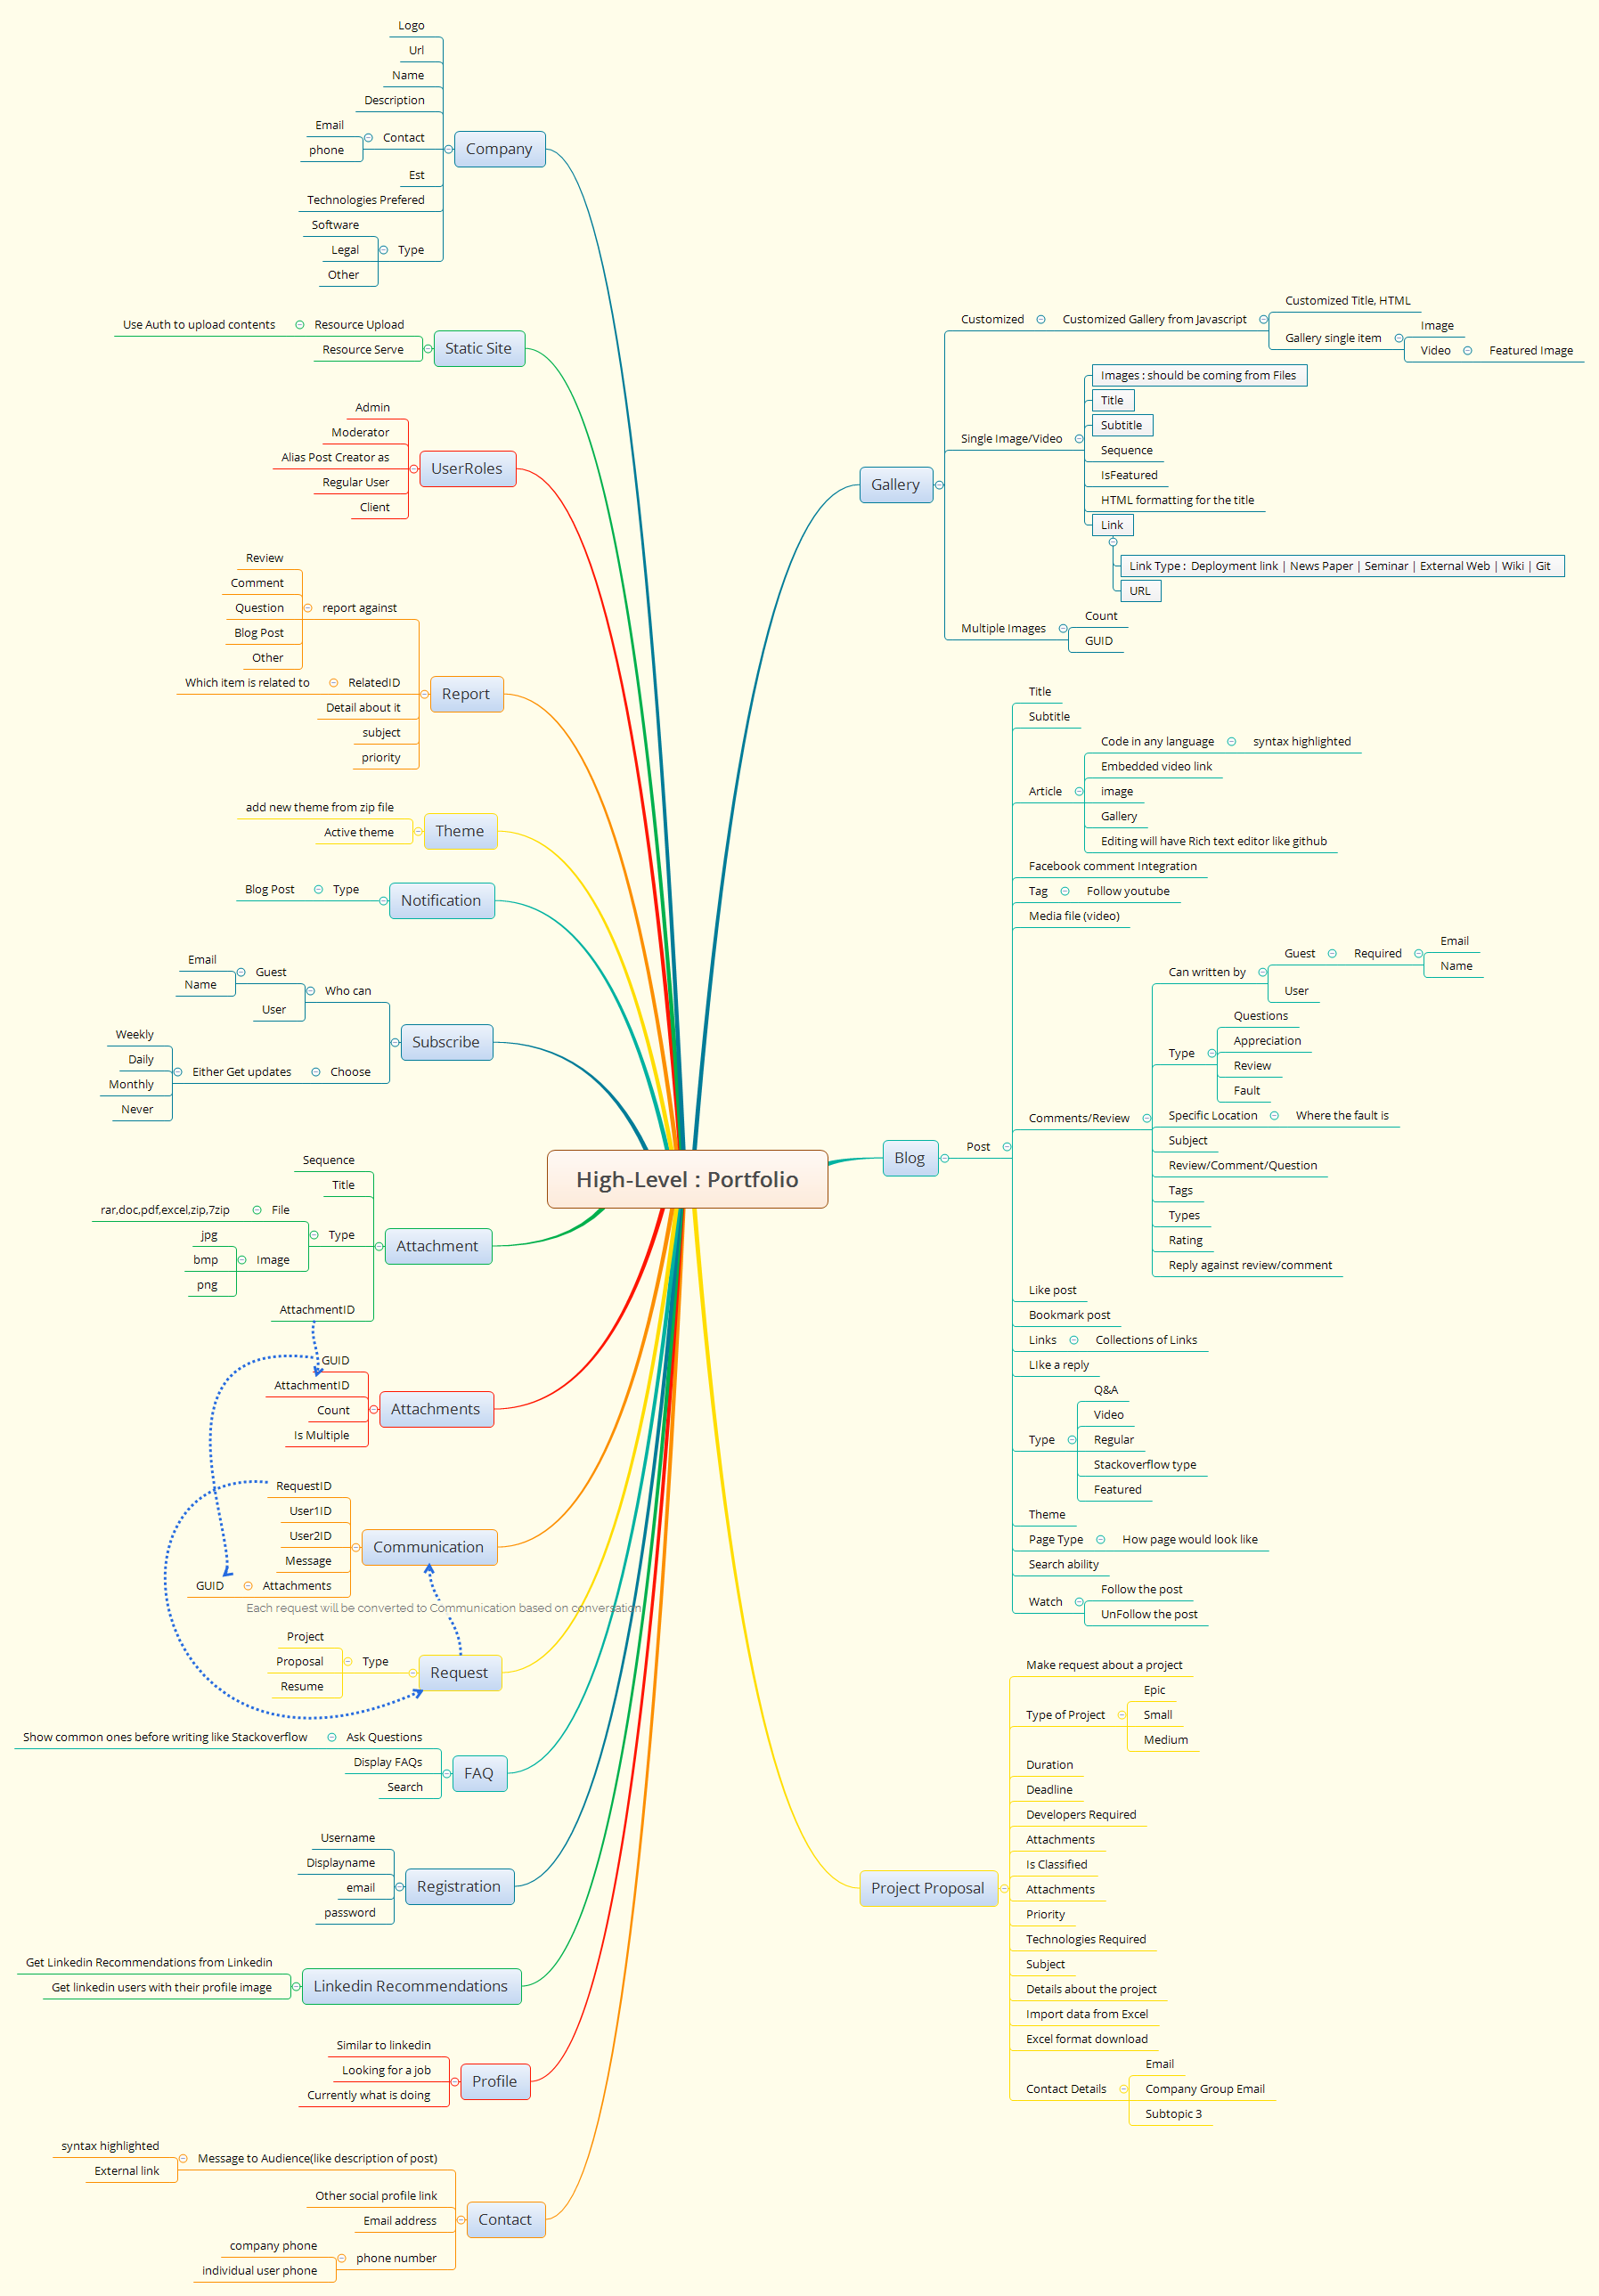 High-Level : Portfolio
Company
Logo
Url
Name
Description
Contact
Email
phone
Est
Technologies Prefered
Type
Software
Legal
Other
Static Site
Resource Upload
Use Auth to upload contents
Resource Serve
UserRoles
Admin
Moderator
Alias Post Creator as
Regular User
Client
Report
report against
Review
Comment
Question
Blog Post
Other
RelatedID
Which item is related to
Detail about it
subject
priority
Theme
add new theme from zip file
Active theme
Notification
Type
Blog Post
Subscribe
Who can
Guest
Email
Name
User
Choose
Either Get updates
Weekly
Daily
Monthly
Never
Attachment
Sequence
Title
Type
File
rar,doc,pdf,excel,zip,7zip
Image
jpg
bmp
png
AttachmentID
Attachments
GUID
AttachmentID
Count
Is Multiple
Communication
RequestID
User1ID
User2ID
Message
Attachments
GUID
Each request will be converted to Communication based on conversation
Request
Type
Project
Proposal
Resume
FAQ
Ask Questions
Show common ones before writing like Stackoverflow
Display FAQs
Search
Registration
Username
Displayname
email
password
Linkedin Recommendations
Get Linkedin Recommendations from Linkedin
Get linkedin users with their profile image
Profile
Similar to linkedin
Looking for a job
Currently what is doing
Contact
Message to Audience(like description of post)
syntax highlighted
External link
Other social profile link
Email address
phone number
company phone
individual user phone
Gallery
Customized
Customized Gallery from Javascript
Customized Title, HTML
Gallery single item
Image
Video
Featured Image
Single Image/Video
Images : should be coming from Files
Title
Subtitle
Sequence
IsFeatured
HTML formatting for the title
Link
Link Type : Deployment link | News Paper | Seminar | External Web | Wiki | Git
URL
Multiple Images
Count
GUID
Blog
Post
Title
Subtitle
Article
Code in any language
syntax highlighted
Embedded video link
image
Gallery
Editing will have Rich text editor like github
Facebook comment Integration
Tag
Follow youtube
Media file (video)
Comments/Review
Can written by
Guest
Required
Email
Name
User
Type
Questions
Appreciation
Review
Fault
Specific Location
Where the fault is
Subject
Review/Comment/Question
Tags
Types
Rating
Reply against review/comment
Like post
Bookmark post
Links
Collections of Links
LIke a reply
Type
Q&A
Video
Regular
Stackoverflow type
Featured
Theme
Page Type
How page would look like
Search ability
Watch
Follow the post
UnFollow the post
Project Proposal
Make request about a project
Type of Project
Epic
Small
Medium
Duration
Deadline
Developers Required
Attachments
Is Classified
Attachments
Priority
Technologies Required
Subject
Details about the project
Import data from Excel
Excel format download
Contact Details
Email
Company Group Email
Subtopic 3